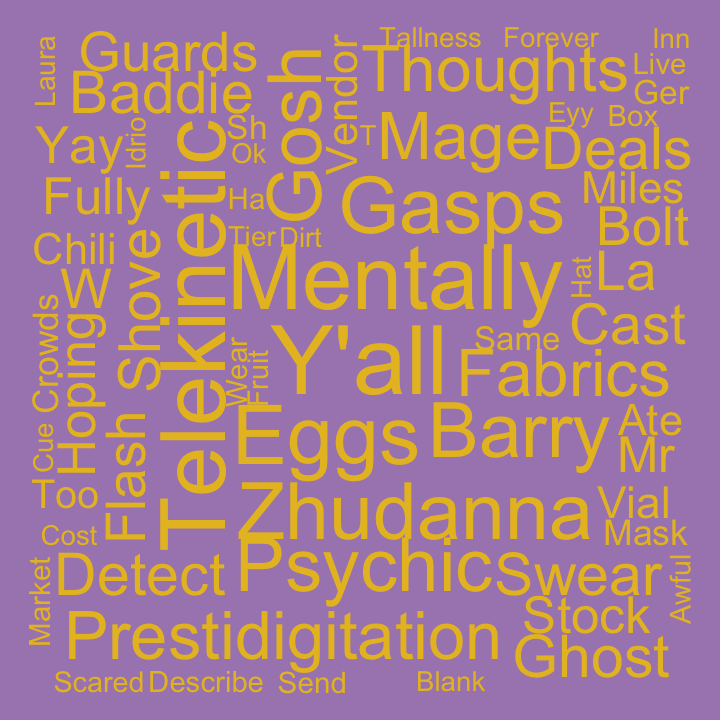 Laura
Guards
Baddie
Gosh
Vendor
Tallness
Forever
Inn
Thoughts
Live
Ger
Yay
Idrio
Sh
Ok
T
Mage
Eyy
Box
Deals
Fully
Telekinetic
Ha
Gasps
Miles
Bolt
Chili
Shove
Tier
Dirt
Mentally
Hat
La
W
Crowds
Hoping
Wear
Fruit
Y'all
Same
Cast
Fabrics
Cue
Flash
Eggs
Barry
Ate
Mr
Too
Zhudanna
Vial
Cost
Mask
Market
Detect
Psychic
Swear
Awful
Prestidigitation
Stock
Ghost
Scared
Describe
Send
Blank